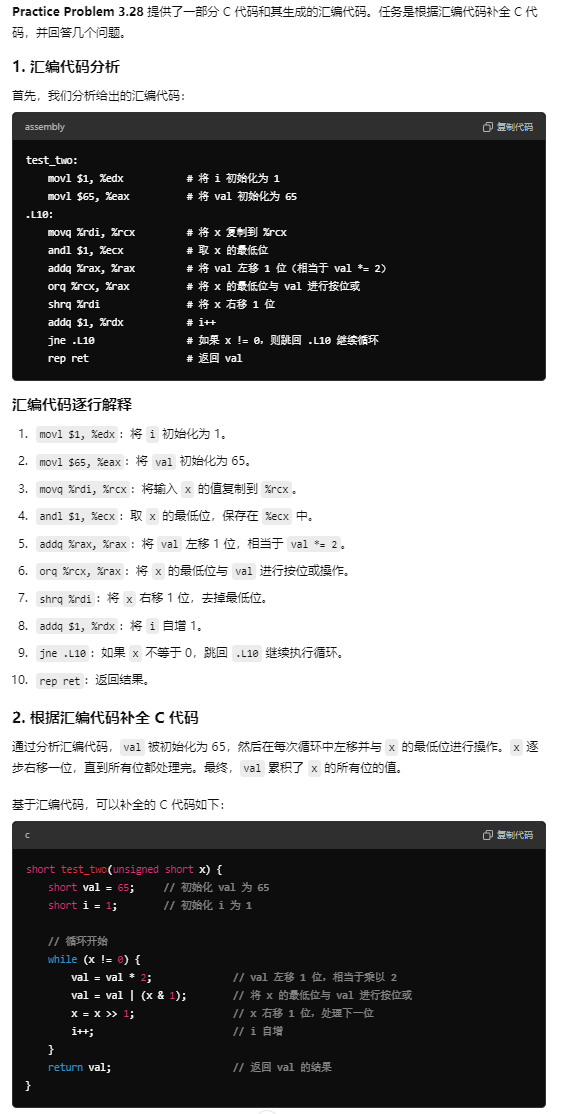 Practice Problem 3.28 提供了一部分 C 代码和其生成的汇编代码。任务是根据汇编代码补全 C 代
码，并回答几个问题。
1. 汇编代码分析
首先，我们分析给出的汇编代码：
assembly 复制代码
test_two:
    movl $1, %edx          # 将 i 初始化为 1
    movl $65, %eax         # 将 val 初始化为 65
.L10:
    movq %rdi, %rcx        # 将 x 复制到 %rcx
    andl $1, %ecx          # 取 x 的最低位
    addq %rax, %rax        # 将 val 左移 1 位（相当于 val *= 2）
    orq %rcx, %rax         # 将 x 的最低位与 val 进行按位或
    shrq %rdi              # 将 x 右移 1 位
    addq $1, %rdx          # i++
    jne .L10               # 如果 x != 0，则跳回 .L10 继续循环
    rep ret                # 返回 val
汇编代码逐行解释
1. movl $1, %edx：将 i 初始化为 1。
2. movl $65, %eax：将 val 初始化为 65。
3. movq %rdi, %rcx：将输入 x 的值复制到 %rcx。
4. andl $1, %ecx：取 x 的最低位，保存在 %ecx 中。
5. addq %rax, %rax：将 val 左移 1 位，相当于 val *= 2。
6. orq %rcx, %rax：将 x 的最低位与 val 进行按位或操作。
7. shrq %rdi：将 x 右移 1 位，去掉最低位。
8. addq $1, %rdx：将 i 自增 1。
9. jne .L10：如果 x 不等于 0，跳回 .L10 继续执行循环。
10. rep ret：返回结果。
2. 根据汇编代码补全 C 代码
通过分析汇编代码，val 被初始化为 65，然后在每次循环中左移并与 x 的最低位进行操作。x 逐
步右移一位，直到所有位都处理完。最终，val 累积了 x 的所有位的值。
基于汇编代码，可以补全的 C 代码如下：
c 复制代码
short test_two(unsigned short x) {
    short val = 65;    // 初始化 val 为 65
    short i = 1;       // 初始化 i 为 1
    // 循环开始
    while (x != 0) {
        val = val * 2;            // val 左移 1 位，相当于乘以 2
        val = val | (x & 1);      // 将 x 的最低位与 val 进行按位或
        x = x >> 1;               // x 右移 1 位，处理下一位
        i++;                      // i 自增
    }
    return val;                   // 返回 val 的结果
}